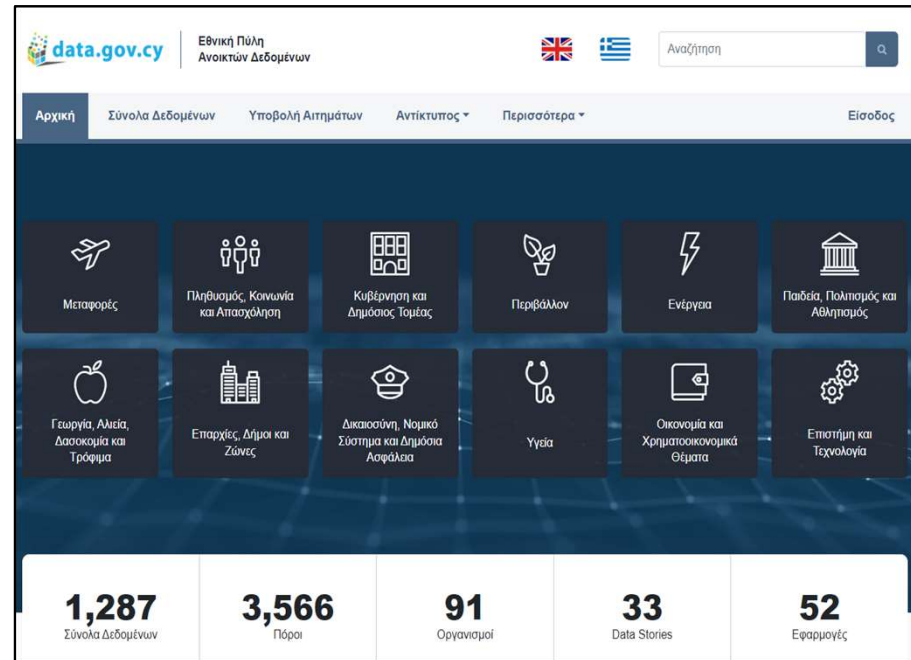 data.gov.cy
Εθνική Πύλη
Ανοικτών Δεδομένων
Αναζήτηση
Αρχική
Σύνολα Δεδομένων
Υποβολή Αιτημάτων
Αντίκτυπος
Περισσότερα
Είσοδος
Μεταφορές
Πληθυσμός, Κοινωνία
και Απασχόληση
Κυβέρνηση και
Δημόσιος Τομέας
Περιβάλλον
Ενέργεια
Παιδεία, Πολιτισμός και
Αθλητισμός
Γεωργία, Αλιεία,
Δασοκομία και
Τρόφιμα
Επαρχίες, Δήμοι και
Ζώνες
Δικαιοσύνη, Νομικό
Σύστημα και Δημόσια
Ασφάλεια
Υγεία
Οικονομία και
Χρηματοοικονομικά
Θέματα
Επιστήμη και
Τεχνολογία
1,287
Σύνολα Δεδομένων
3,566
Πόροι
91
Οργανισμοί
33
Data Stories
52
Εφαρμογές